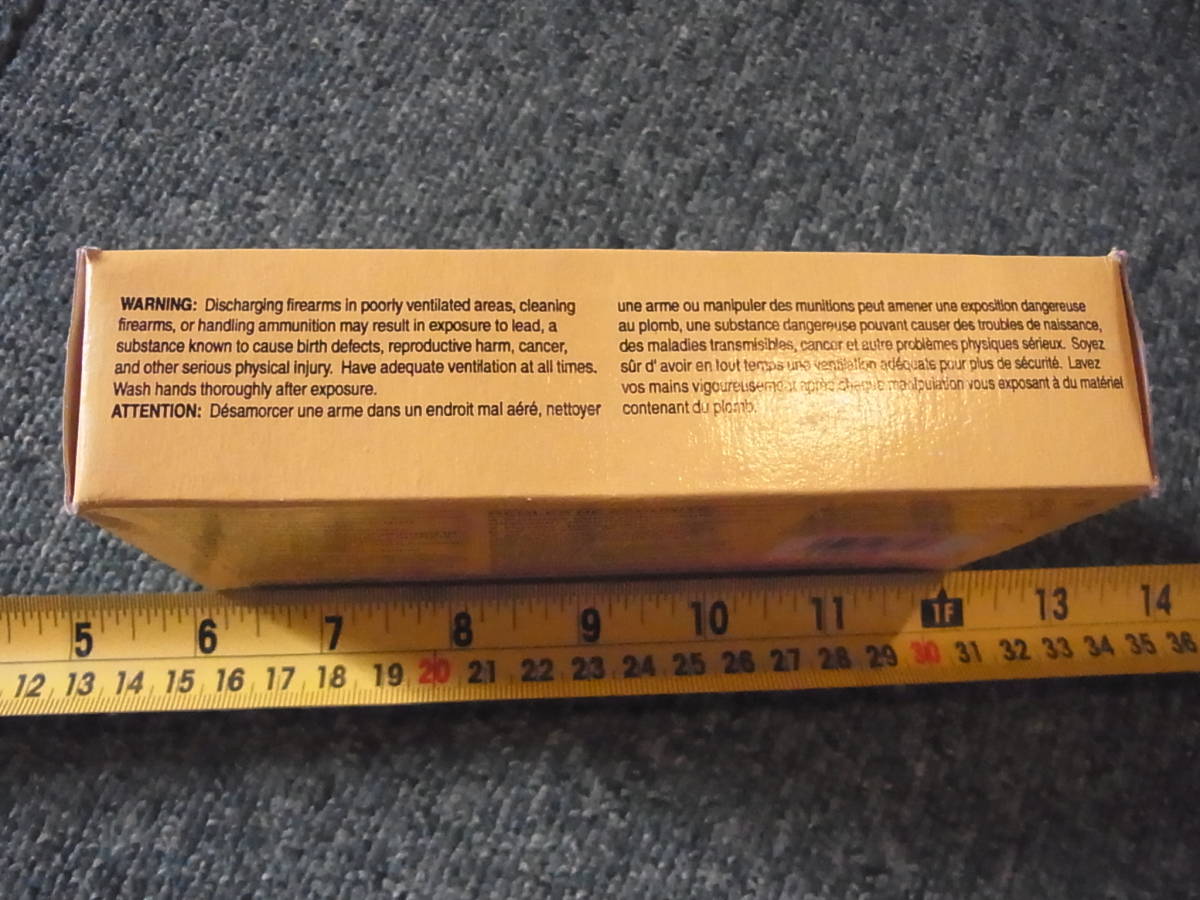 WARNING: Discharging firearms in poorly ventilated areas, cleaning
firearms, or handling ammunition may result in exposure to lead, a
substance known to cause birth defects, reproductive harm, cancer,
and other serious physical injury. Have adequate ventilation at all times.
Wash hands thoroughly after exposure.
ATTENTION: Désamorcer une arme dans un endroit mal aéré, nettoyer
une arme ou manipuler des munitions peut amener une exposition dangereuse
au plomb, une substance dangereuse pouvant causer des troubles de naissance,
des maladies transmisibles, cancer et autre problèmes physiques sérieux. Soyez
sûr d' avoir en tout temps une ventilation adéquate pour plus de sécurité. Lavez
vos mains vigoureusement après chaque manipulation vous exposant à du matériel
contenant du plomb.
5 6 7 8 9 10 11 1F 13 14
12 13 14 15 16 17 18 19 20 21 22 23 24 25 26 27 28 29 30 31 32 33 34 35 36